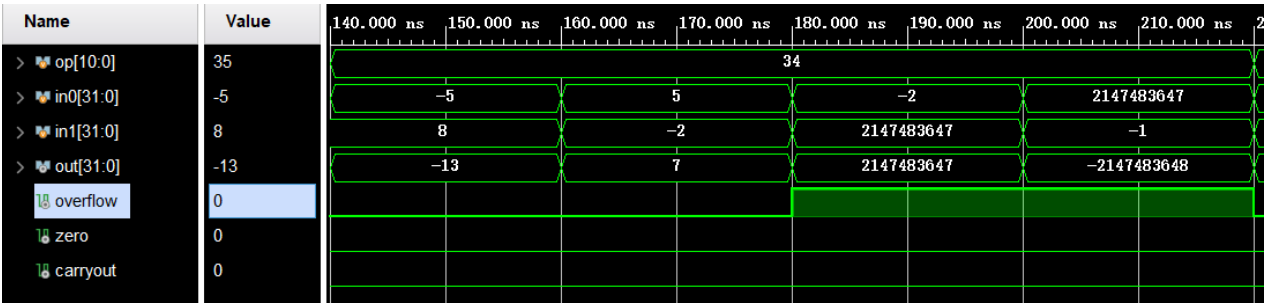 Name Value 140.000 ns 150.000 ns 160.000 ns 170.000 ns 180.000 ns 190.000 ns 200.000 ns 210.000 ns 2
op[10:0] 35 34
in0[31:0] -5 -5 5 -2 2147483647
in1[31:0] 8 8 -2 2147483647 -1
out[31:0] -13 -13 7 2147483647 -2147483648
overflow 0
zero 0
carryout 0